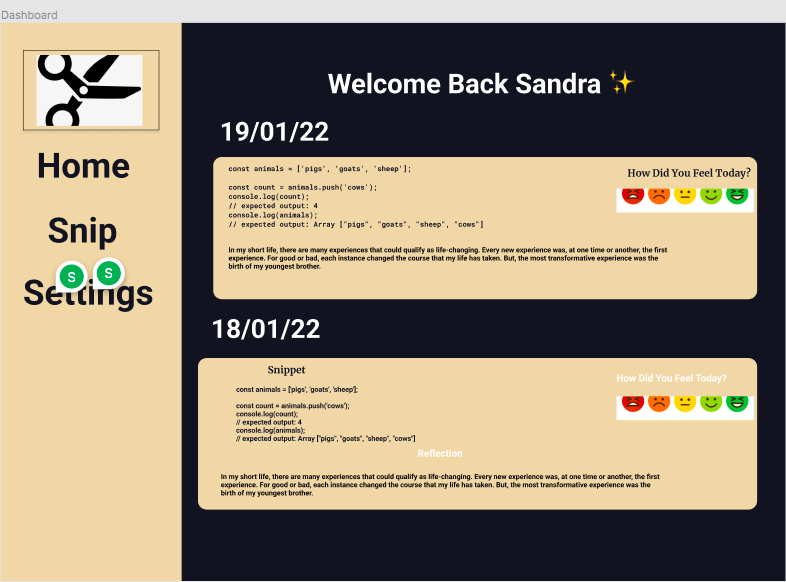 Dashboard
Home
Snip
S S
Settings
Welcome Back Sandra ✨
19/01/22
const animals = ['pigs', 'goats', 'sheep'];
How Did You Feel Today?
const count = animals.push('cows');
console.log(count);
// expected output: 4
console.log(animals);
// expected output: Array ["pigs", "goats", "sheep", "cows"]
In my short life, there are many experiences that could qualify as life-changing. Every new experience was, at one time or another, the first
experience. For good or bad, each instance changed the course that my life has taken. But, the most transformative experience was the
birth of my youngest brother.
18/01/22
Snippet
How Did You Feel Today?
const animals = ['pigs', 'goats', 'sheep'];
const count = animals.push('cows');
console.log(count);
// expected output: 4
console.log(animals);
// expected output: Array ["pigs", "goats", "sheep", "cows"]
Reflection
In my short life, there are many experiences that could qualify as life-changing. Every new experience was, at one time or another, the first
experience. For good or bad, each instance changed the course that my life has taken. But, the most transformative experience was the
birth of my youngest brother.